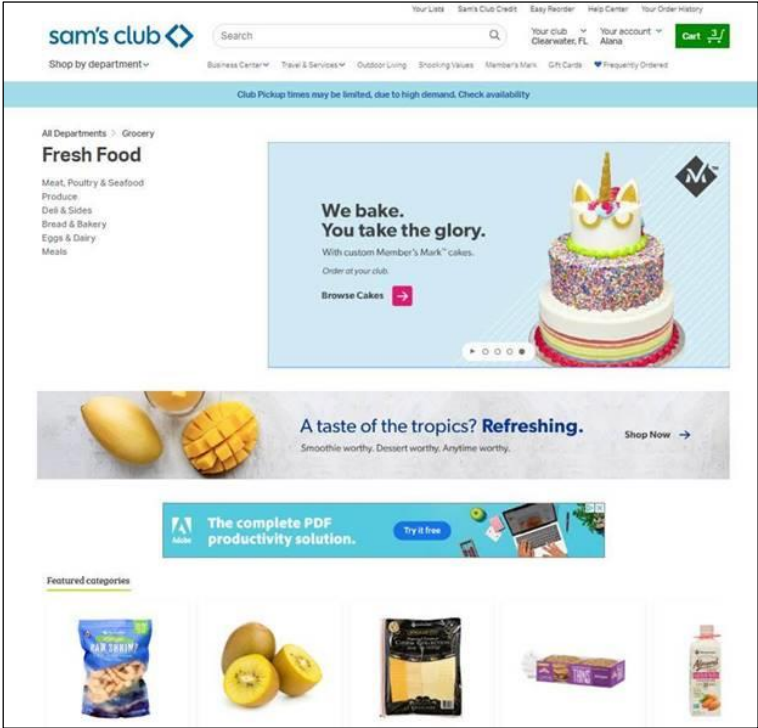 Your Lists Sam's Club Credit Easy Reorder Help Center Your Order History
sam's club
Search
Your club
Clearwater, FL
Your account
Alana
Cart 3
Shop by department
Business Center Travel & Services Outdoor Living Shocking Values Member's Mark Gift Cards Frequently Ordered
Club Pickup times may be limited, due to high demand. Check availability
All Departments > Grocery
Fresh Food
Meat, Poultry & Seafood
Produce
Deli & Sides
Bread & Bakery
Eggs & Dairy
Meals
We bake.
You take the glory.
With custom Member's Mark™ cakes.
Order at your club.
Browse Cakes
M™
A taste of the tropics? Refreshing.
Smoothie worthy. Dessert worthy. Anytime worthy.
Shop Now
Adobe
The complete PDF
productivity solution.
Try it free
Featured categories
RAW SHRIMP
Almond